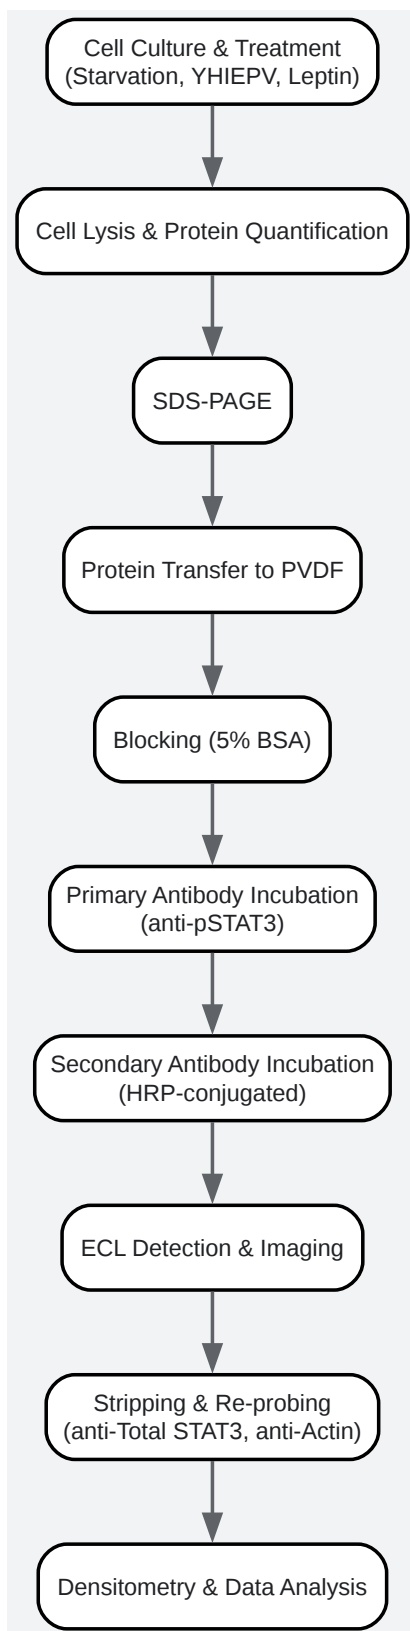 Cell Culture & Treatment
(Starvation, YHIEPV, Leptin)
Cell Lysis & Protein Quantification
SDS-PAGE
Protein Transfer to PVDF
Blocking (5% BSA)
Primary Antibody Incubation
(anti-pSTAT3)
Secondary Antibody Incubation
(HRP-conjugated)
ECL Detection & Imaging
Stripping & Re-probing
(anti-Total STAT3, anti-Actin)
Densitometry & Data Analysis